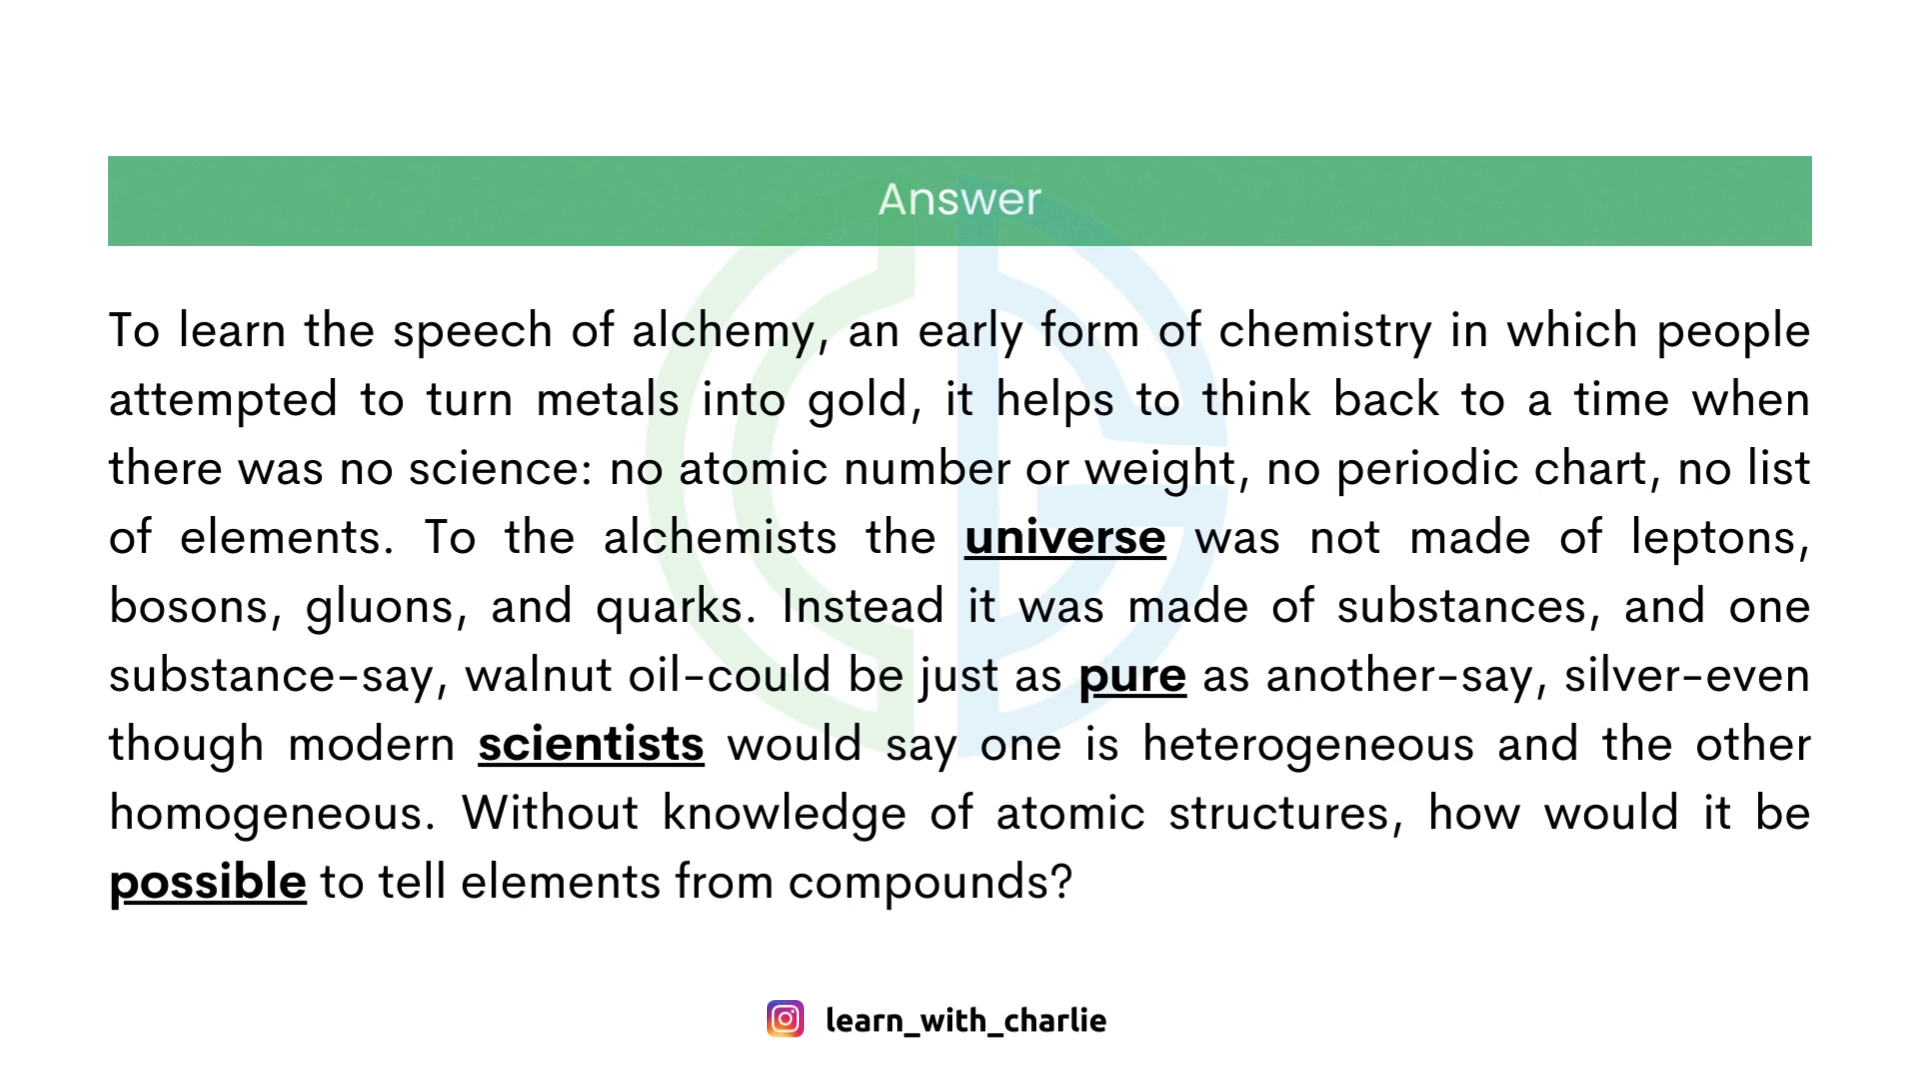 Answer
To learn the speech of alchemy, an early form of chemistry in which people
attempted to turn metals into gold, it helps to think back to a time when
there was no science: no atomic number or weight, no periodic chart, no list
of elements. To the alchemists the universe was not made of leptons,
bosons, gluons, and quarks. Instead it was made of substances, and one
substance-say, walnut oil-could be just as pure as another-say, silver-even
though modern scientists would say one is heterogeneous and the other
homogeneous. Without knowledge of atomic structures, how would it be
possible to tell elements from compounds?
learn_with_charlie